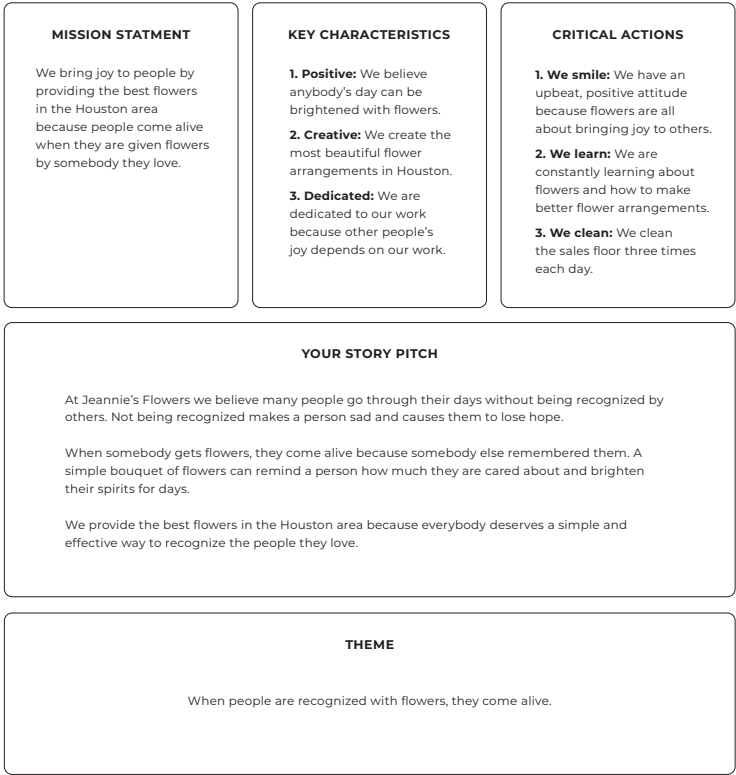 MISSION STATMENT
We bring joy to people by
providing the best flowers
in the Houston area
because people come alive
when they are given flowers
by somebody they love.
KEY CHARACTERISTICS
1. Positive: We believe
anybody's day can be
brightened with flowers.
2. Creative: We create the
most beautiful flower
arrangements in Houston.
3. Dedicated: We are
dedicated to our work
because other people's
joy depends on our work.
CRITICAL ACTIONS
1. We smile: We have an
upbeat, positive attitude
because flowers are all
about bringing joy to others.
2. We learn: We are
constantly learning about
flowers and how to make
better flower arrangements.
3. We clean: We clean
the sales floor three times
each day.
YOUR STORY PITCH
At Jeannie's Flowers we believe many people go through their days without being recognized by
others. Not being recognized makes a person sad and causes them to lose hope.
When somebody gets flowers, they come alive because somebody else remembered them. A
simple bouquet of flowers can remind a person how much they are cared about and brighten
their spirits for days.
We provide the best flowers in the Houston area because everybody deserves a simple and
effective way to recognize the people they love.
THEME
When people are recognized with flowers, they come alive.